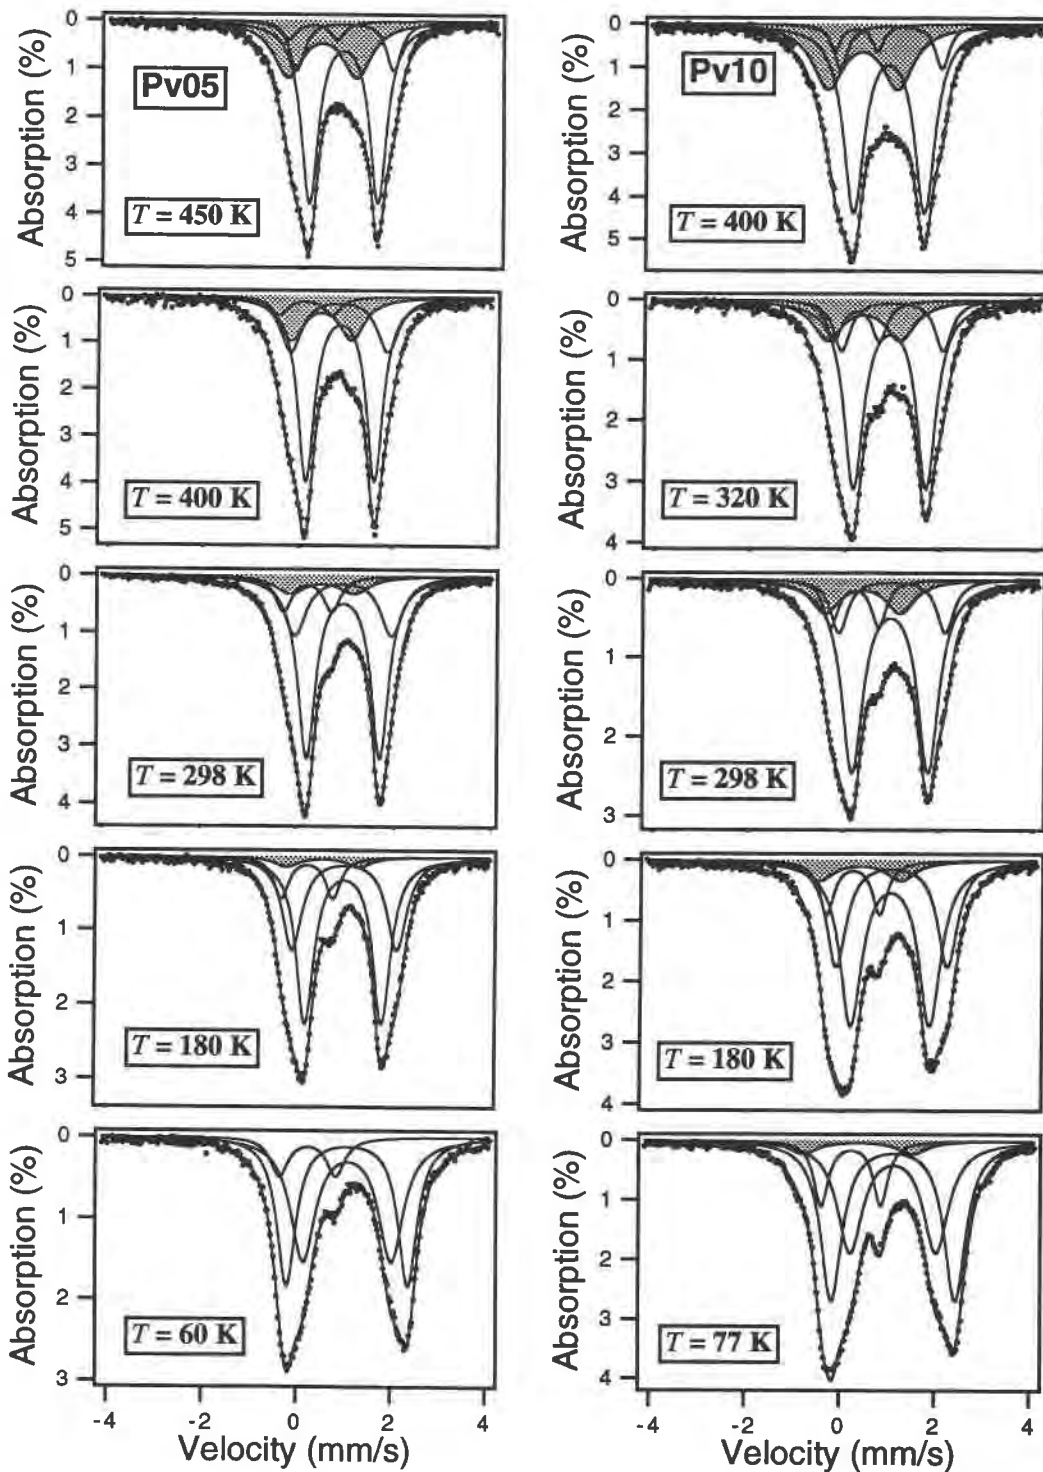 Absorption (%)
0
1
2
3
4
5
Pv05
T = 450 K
Absorption (%)
0
1
2
3
4
5
Pv10
T = 400 K
Absorption (%)
0
1
2
3
4
5
T = 400 K
Absorption (%)
0
1
2
3
4
T = 320 K
Absorption (%)
0
1
2
3
4
T = 298 K
Absorption (%)
0
1
2
3
T = 298 K
Absorption (%)
0
1
2
3
T = 180 K
Absorption (%)
0
1
2
3
4
T = 180 K
Absorption (%)
0
1
2
3
T = 60 K
-4 -2 0 2 4
Velocity (mm/s)
Absorption (%)
0
1
2
3
4
T = 77 K
-4 -2 0 2 4
Velocity (mm/s)